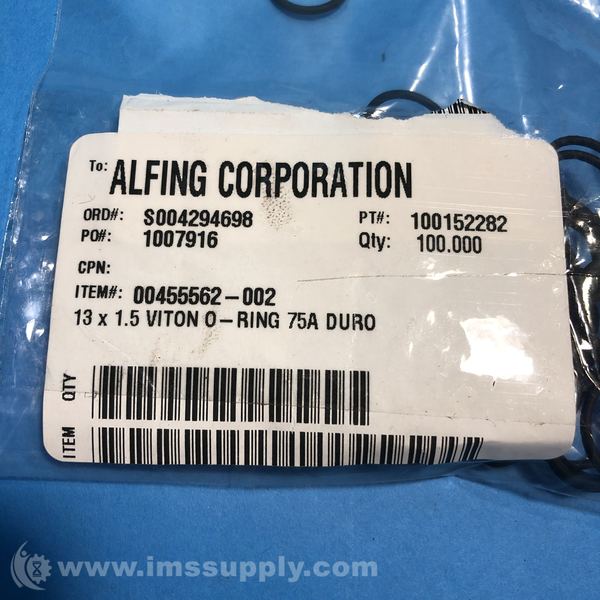 To: ALFING CORPORATION
ORD#: S004294698 PT#: 100152282
PO#: 1007916 Qty: 100.000
CPN:
ITEM#: 00455562-002
13 x 1.5 VITON O-RING 75A DURO
QTY
ITEM
www.imssupply.com